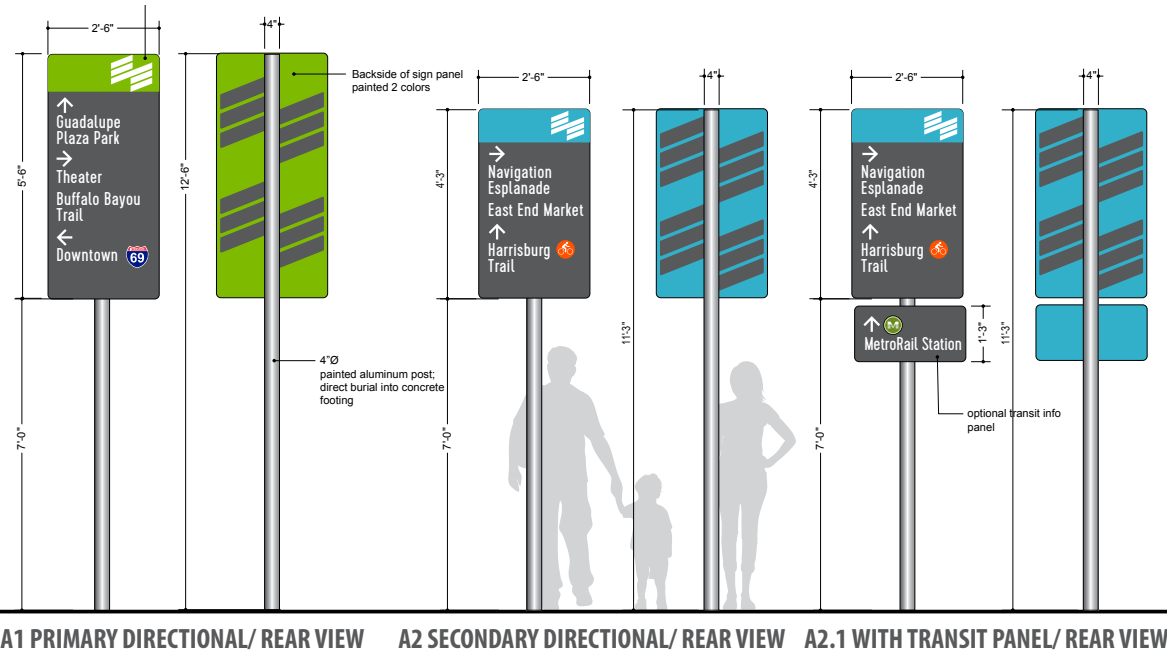 2'-6"
5'-6"
7'-0"
Guadalupe
Plaza Park
Theater
Buffalo Bayou
Trail
Downtown 69
4"
12'-6"
Backside of sign panel
painted 2 colors
4"Ø
painted aluminum post;
direct burial into concrete
footing
2'-6"
4'-3"
7'-0"
Navigation
Esplanade
East End Market
Harrisburg
Trail
4"
11'-3"
2'-6"
4'-3"
7'-0"
Navigation
Esplanade
East End Market
Harrisburg
Trail
M
MetroRail Station
1'-3"
optional transit info
panel
4"
11'-3"
A1 PRIMARY DIRECTIONAL/ REAR VIEW
A2 SECONDARY DIRECTIONAL/ REAR VIEW
A2.1 WITH TRANSIT PANEL/ REAR VIEW